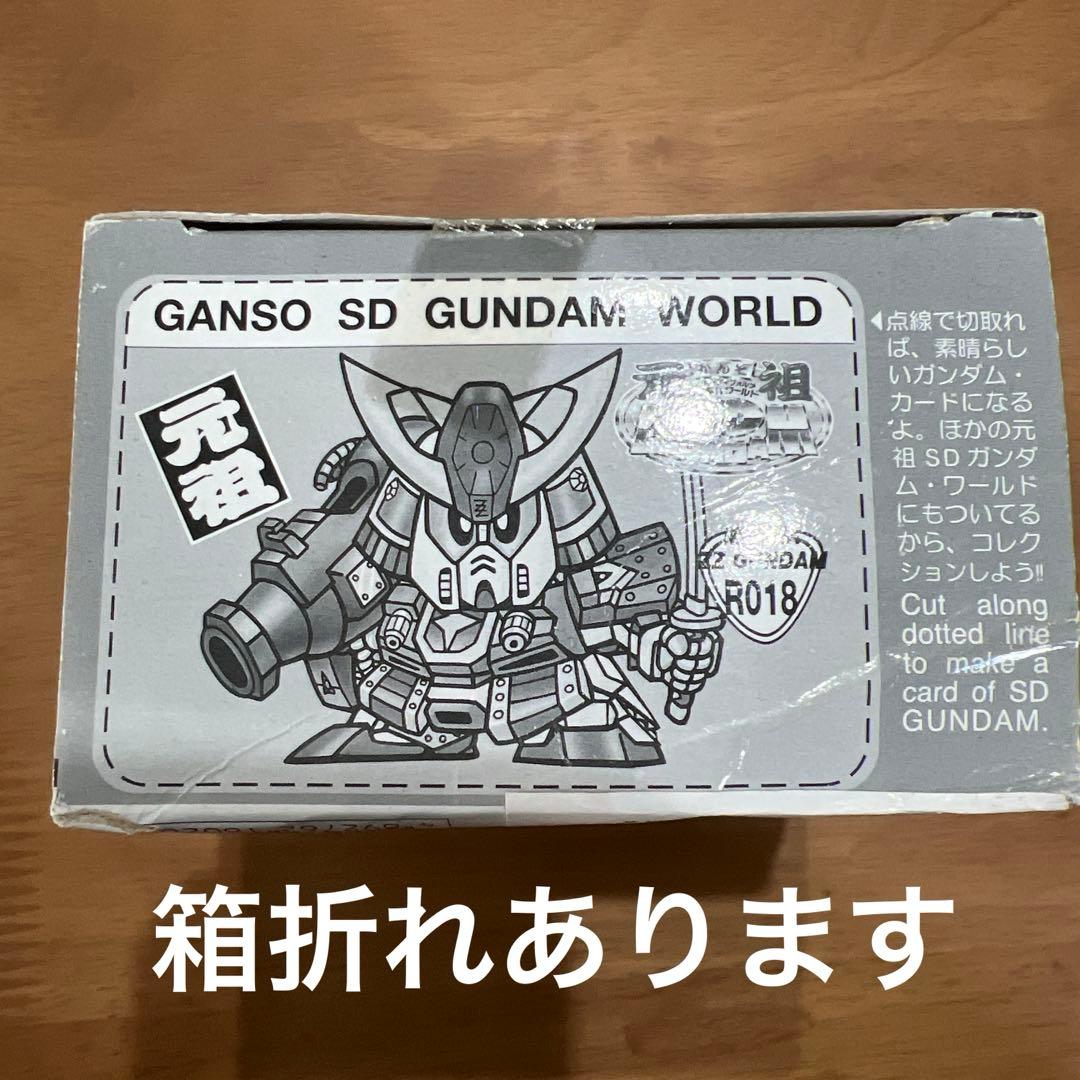 GANSO SD GUNDAM WORLD
元祖
祖
ZZ GUNDAM
R018
◀点線で切取れ
ば、素晴らし
いガンダム・
カードになる
よ。ほかの元
祖SDガンダ
ム・ワールド
にもついてる
から、コレク
ションしよう!!
Cut along
dotted line
to make a
card of SD
GUNDAM.
箱折れあります